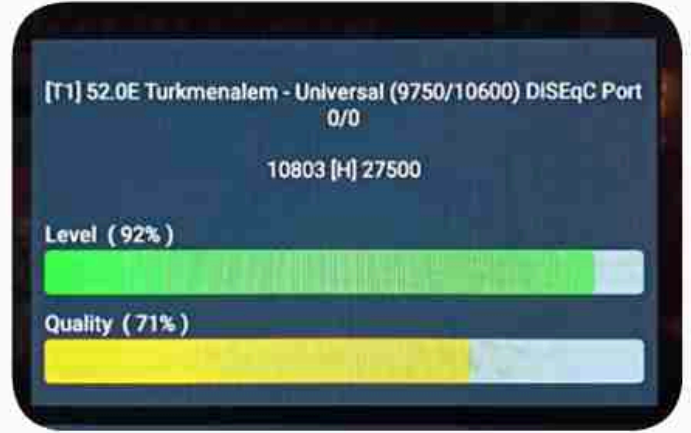 [T1] 52.0E Turkmenalem - Universal (9750/10600) DiSEqC Port
0/0
10803 [H] 27500
Level ( 92% )
Quality ( 71% )